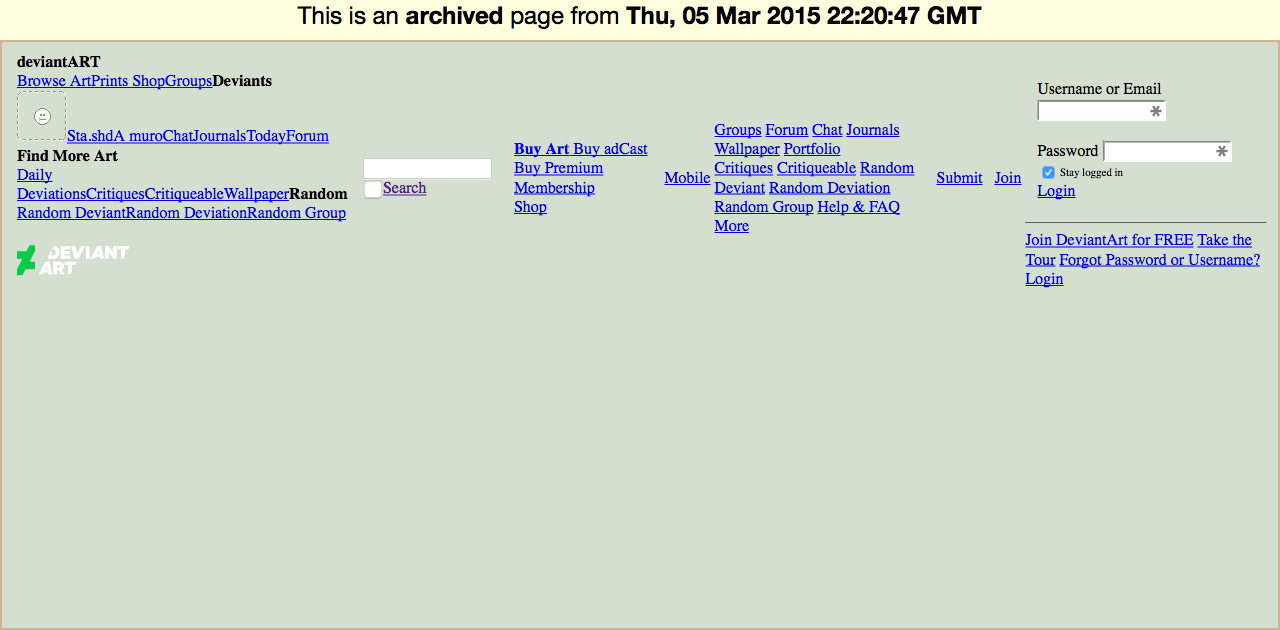 This is an archived page from Thu, 05 Mar 2015 22:20:47 GMT
deviantART
Browse ArtPrints ShopGroupsDeviants
Sta.shdA muroChatJournalsTodayForum
Find More Art
Daily
DeviationsCritiquesCritiqueableWallpaperRandom
Random DeviantRandom DeviationRandom Group
DEVIANT
ART
Search
Buy Art Buy adCast
Buy Premium
Membership
Shop
Mobile
Groups Forum Chat Journals
Wallpaper Portfolio
Critiques Critiqueable Random
Deviant Random Deviation
Random Group Help & FAQ
More
Submit
Join
Username or Email
Password
Stay logged in
Login
Join DeviantArt for FREE Take the
Tour Forgot Password or Username?
Login